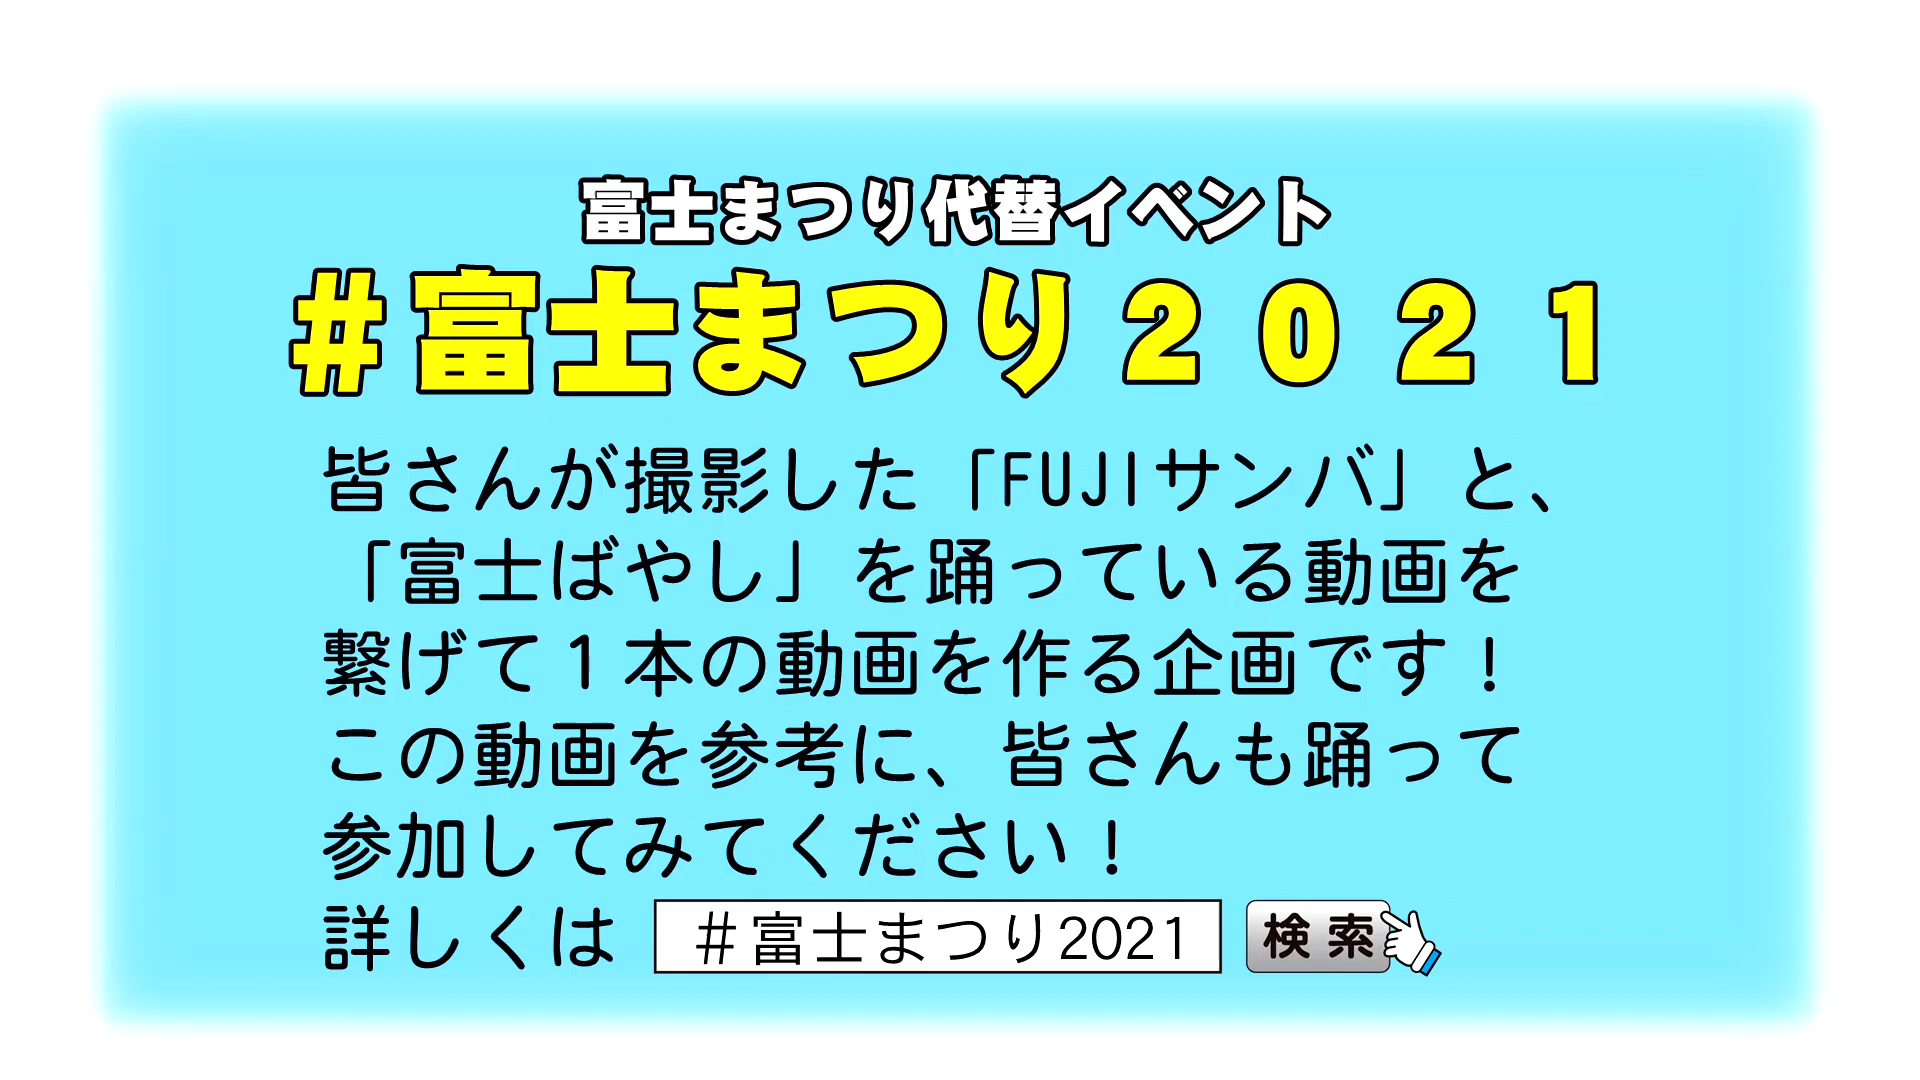 富士まつり代替イベント
#富士まつり２０２１
皆さんが撮影した「FUJIサンバ」と、
「富士ばやし」を踊っている動画を
繋げて１本の動画を作る企画です！
この動画を参考に、皆さんも踊って
参加してみてください！
詳しくは #富士まつり2021 検索